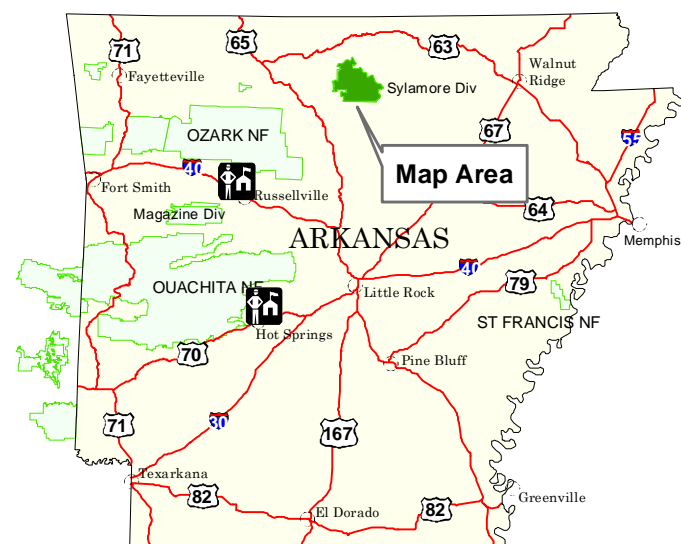 71
65
63
Walnut
Ridge
Fayetteville
Sylamore Div
67
55
OZARK NF
40
Map Area
Fort Smith
Russellville
64
Magazine Div
ARKANSAS
Memphis
40
79
OUACHITA NF
Little Rock
ST FRANCIS NF
Hot Springs
70
Pine Bluff
71
30
167
Texarkana
82
El Dorado
82
Greenville